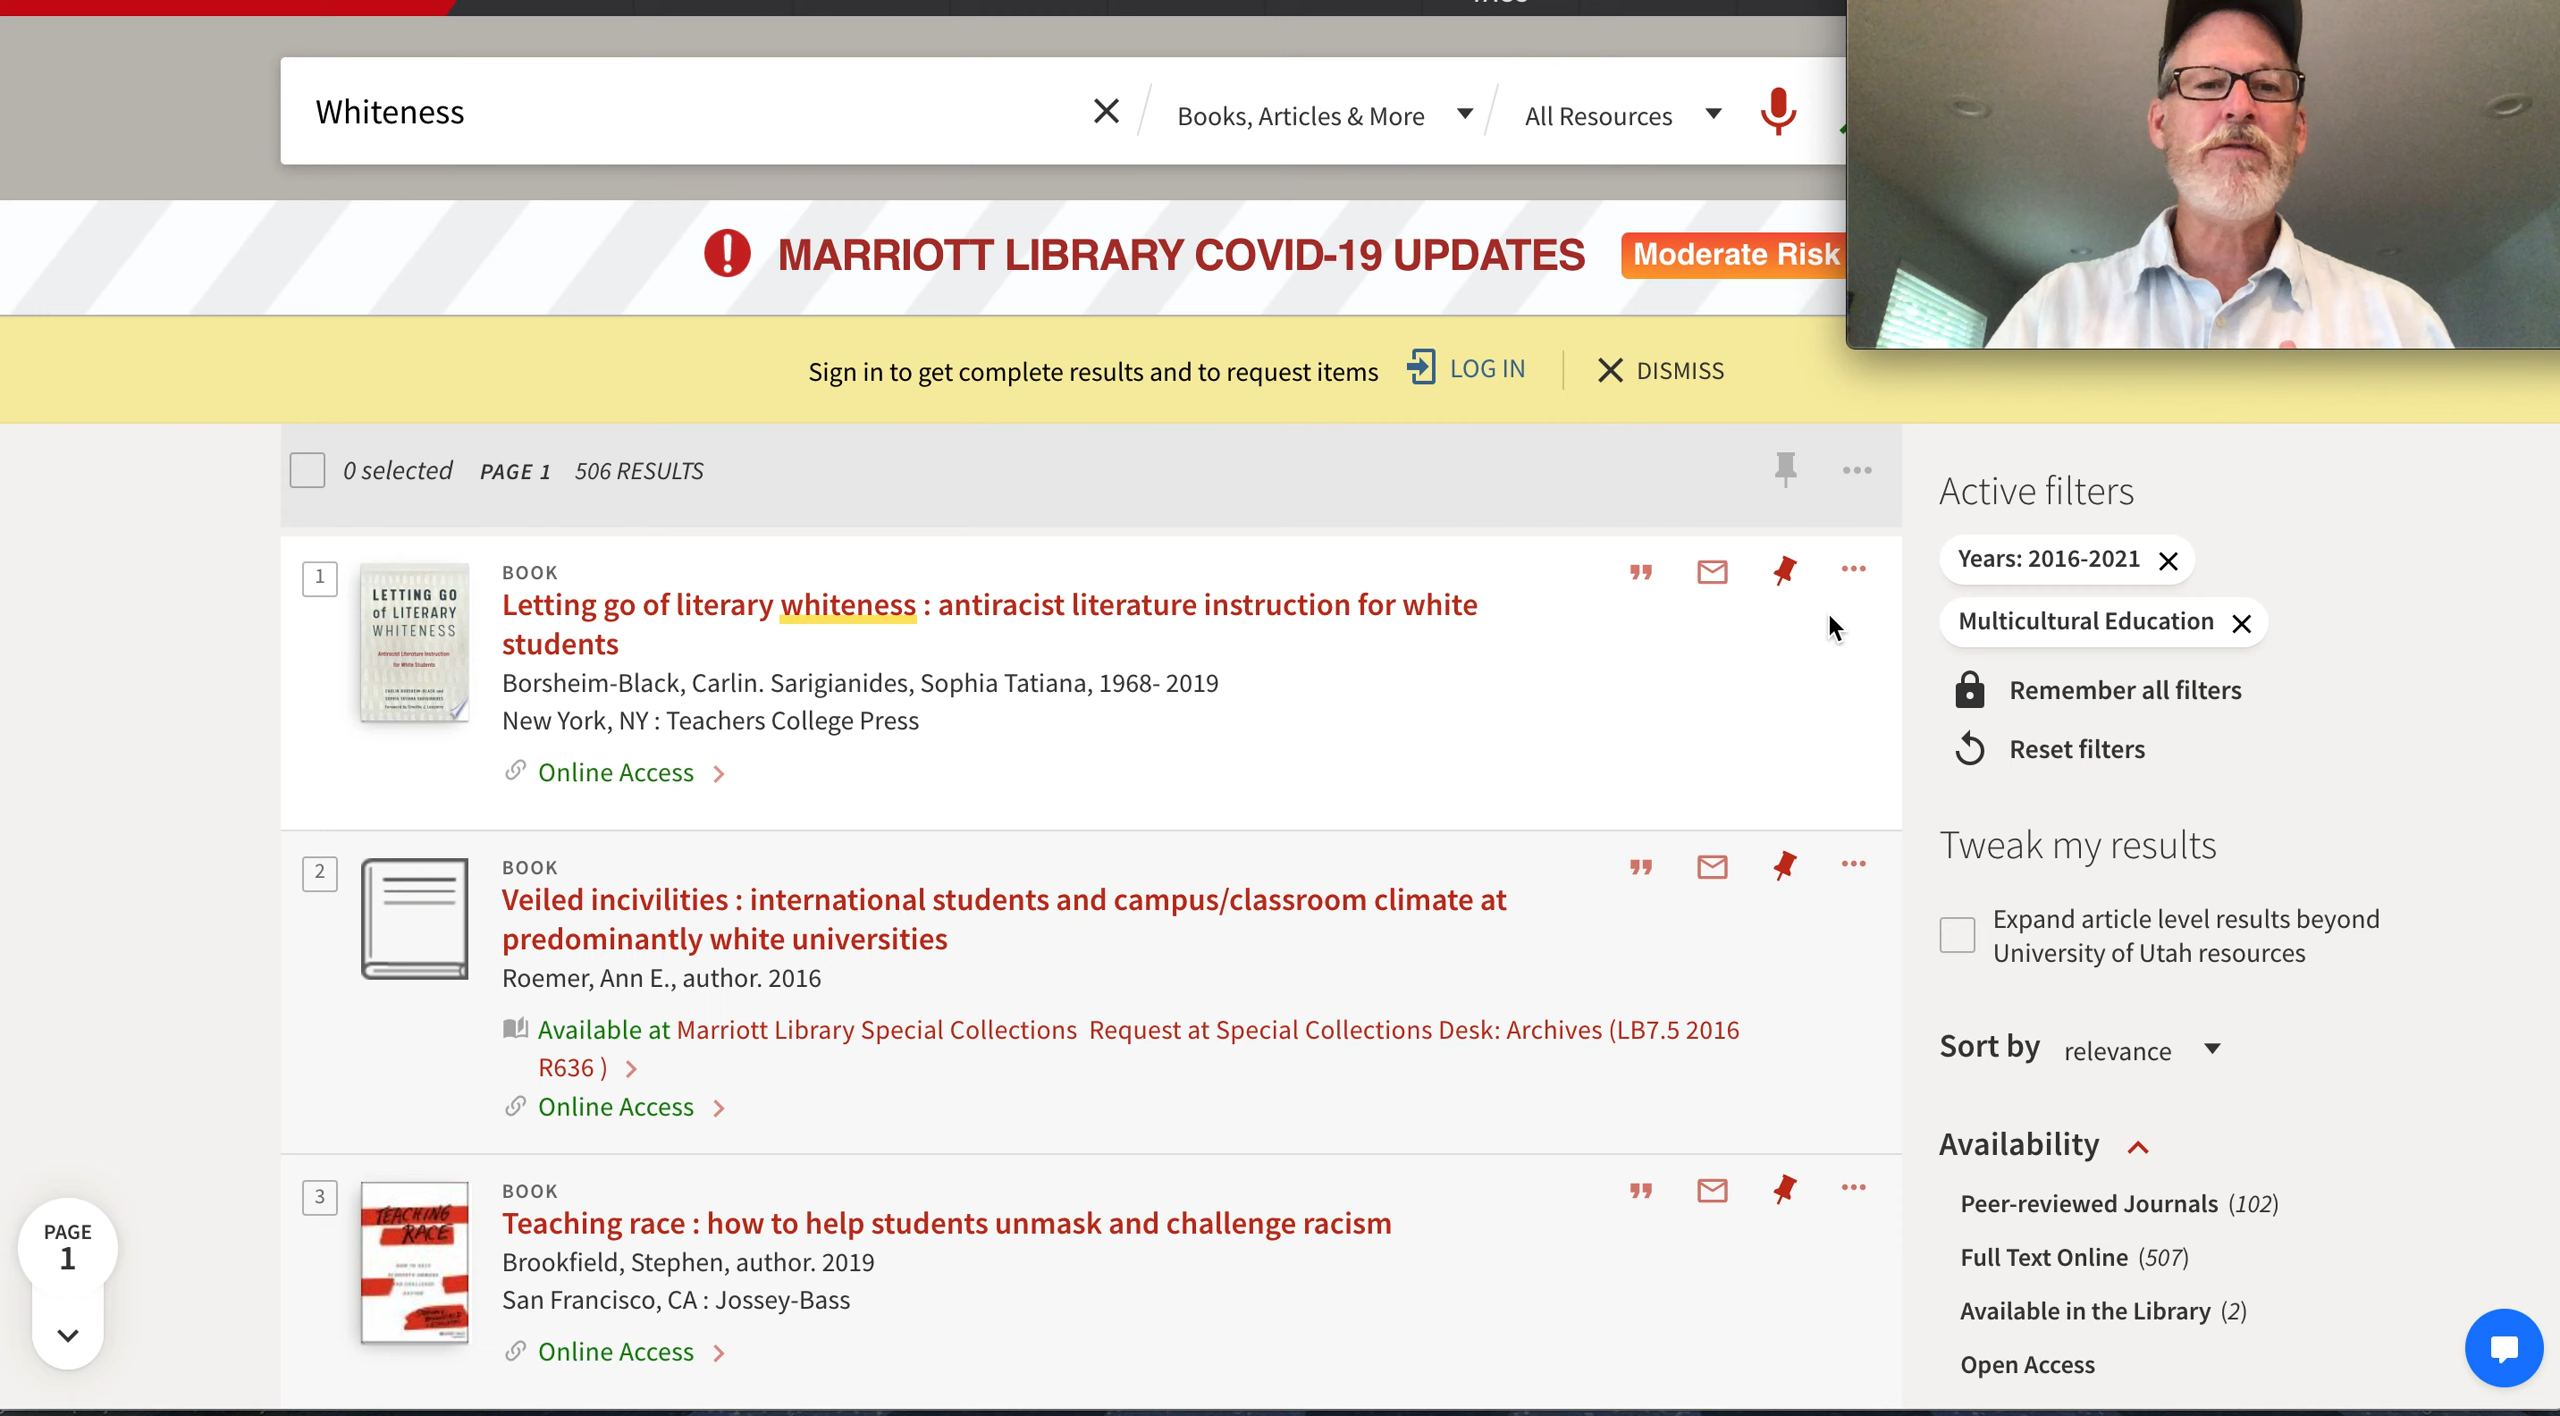 Whiteness
Books, Articles & More
All Resources
MARRIOTT LIBRARY COVID-19 UPDATES
Moderate Risk
Sign in to get complete results and to request items
LOG IN
DISMISS
0 selected PAGE 1 506 RESULTS
1
LETTING GO
of LITERARY
WHITENESS
Antiracist Literature Instruction
for White Students
BOOK
Letting go of literary whiteness : antiracist literature instruction for white
students
Borsheim-Black, Carlin. Sarigianides, Sophia Tatiana, 1968- 2019
New York, NY : Teachers College Press
Online Access
2
BOOK
Veiled incivilities : international students and campus/classroom climate at
predominantly white universities
Roemer, Ann E., author. 2016
Available at Marriott Library Special Collections Request at Special Collections Desk: Archives (LB7.5 2016
R636 )
Online Access
3
TEACHING
RACE
BOOK
Teaching race : how to help students unmask and challenge racism
Brookfield, Stephen, author. 2019
San Francisco, CA : Jossey-Bass
Online Access
PAGE
1
Active filters
Years: 2016-2021
Multicultural Education
Remember all filters
Reset filters
Tweak my results
Expand article level results beyond
University of Utah resources
Sort by relevance
Availability
Peer-reviewed Journals (102)
Full Text Online (507)
Available in the Library (2)
Open Access